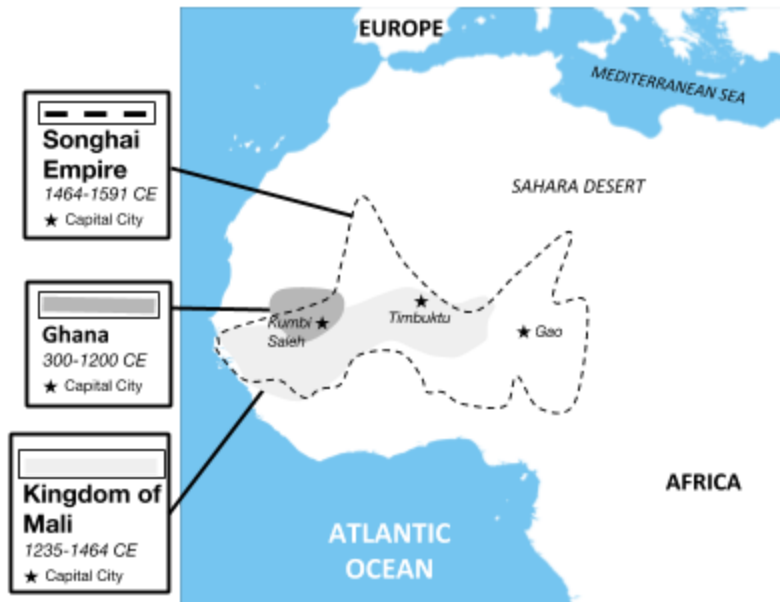 EUROPE
MEDITERRANEAN SEA
Songhai
Empire
1464-1591 CE
★ Capital City
SAHARA DESERT
Ghana
300-1200 CE
★ Capital City
Kumbi
Saleh
Timbuktu
Gao
Kingdom of
Mali
1235-1464 CE
★ Capital City
AFRICA
ATLANTIC
OCEAN